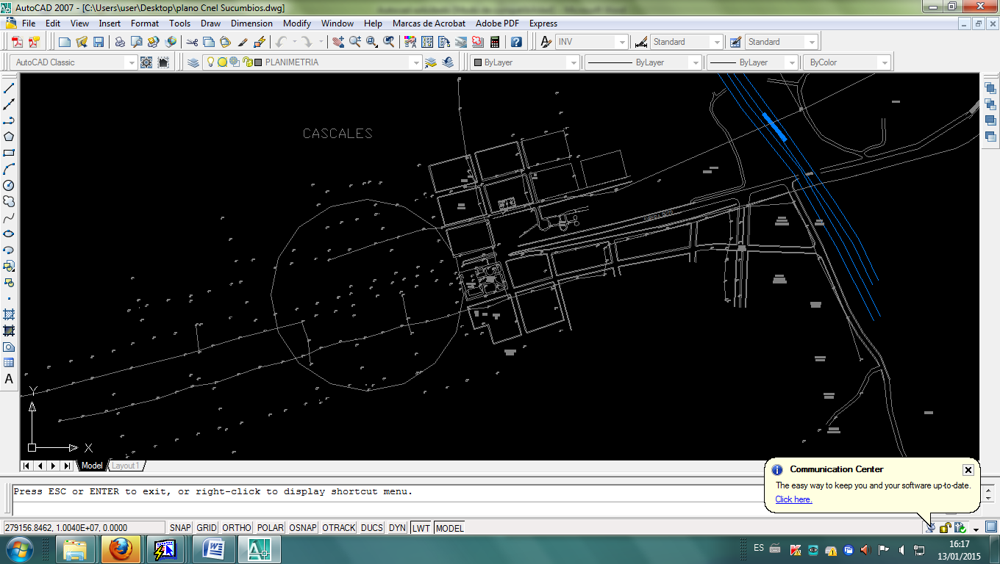 AutoCAD 2007 - [C:\Users\user\Desktop\plano Cnel Sucumbios.dwg]
File Edit View Insert Format Tools Draw Dimension Modify Window Help Marcas de Acrobat Adobe PDF Express
INV Standard Standard
AutoCAD Classic PLANIMETRIA ByLayer ByLayer ByLayer ByColor
CASCALES
Y
X
Model Layout1
Communication Center
The easy way to keep you and your software up-to-date.
Click here.
Press ESC or ENTER to exit, or right-click to display shortcut menu.
279156.8462, 1.0040E+07, 0.0000 SNAP GRID ORTHO POLAR OSNAP OTRACK DUCS DYN LWT MODEL
ES 16:17
13/01/2015